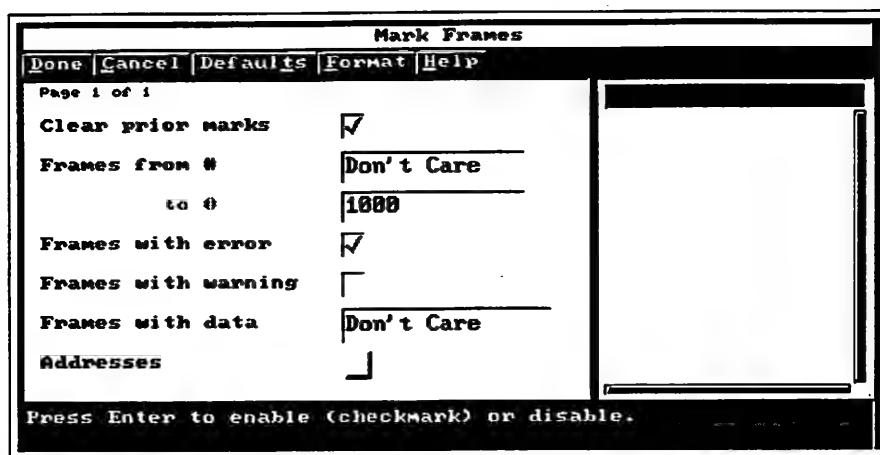 Mark Frames
Done Cancel Defaults Format Help
Page 1 of 1
Clear prior marks
Frames from # Don't Care
to # 1000
Frames with error
Frames with warning
Frames with data Don't Care
Addresses
Press Enter to enable (checkmark) or disable.